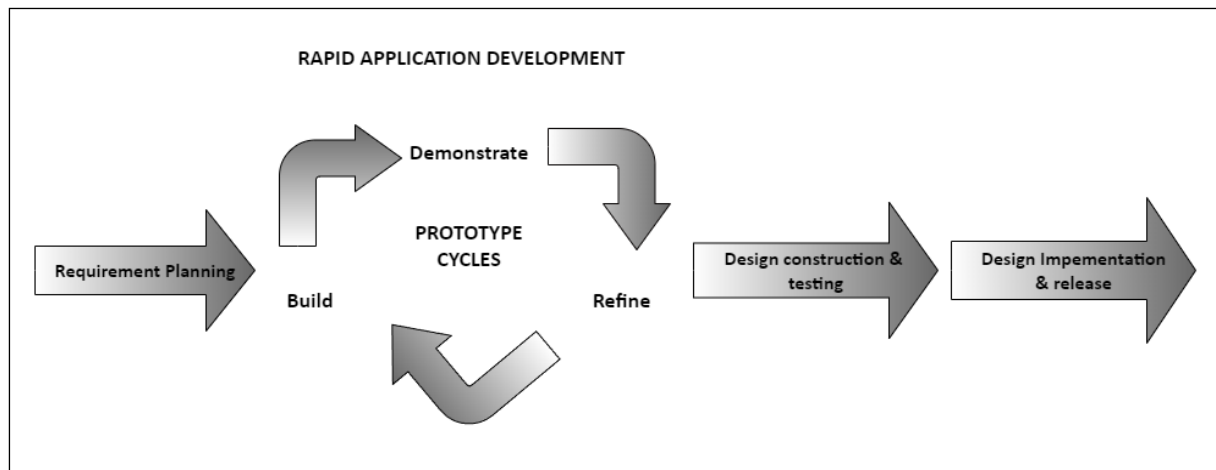 RAPID APPLICATION DEVELOPMENT
Demonstrate
PROTOTYPE
CYCLES
Requirement Planning
Build
Refine
Design construction &
testing
Design Impementation
& release